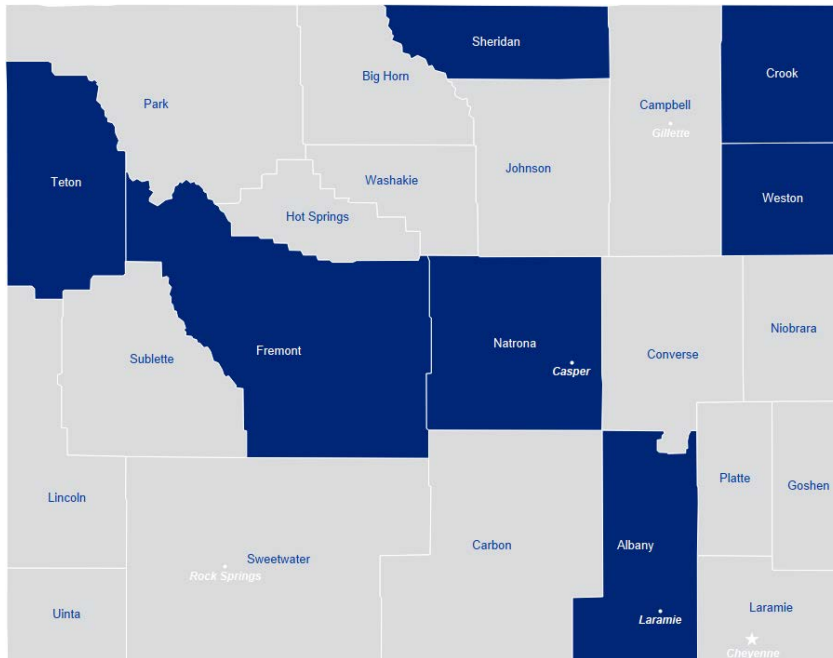 Sheridan
Crook
Big Horn
Park
Campbell
Gillette
Johnson
Washakie
Teton
Weston
Hot Springs
Niobrara
Natrona
Fremont
Converse
Sublette
Casper
Platte
Goshen
Lincoln
Carbon
Albany
Sweetwater
Rock Springs
Laramie
Uinta
Laramie
Cheyenne